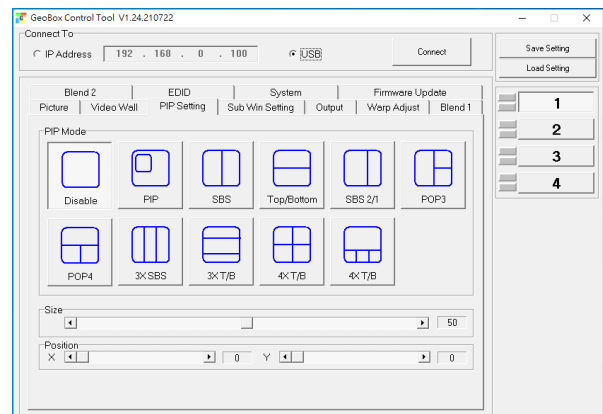 GeoBox Control Tool V1.24.210722
Connect To
IP Address 192 . 168 . 0 . 100 USB Connect
Save Setting
Load Setting
Blend 2 EDID System Firmware Update
Picture Video Wall PIP Setting Sub Win Setting Output Warp Adjust Blend 1
1
2
3
4
PIP Mode
Disable PIP SBS Top/Bottom SBS 2/1 POP3
POP4 3X SBS 3X T/B 4X T/B 4X T/B
Size
50
Position
X 0 Y 0